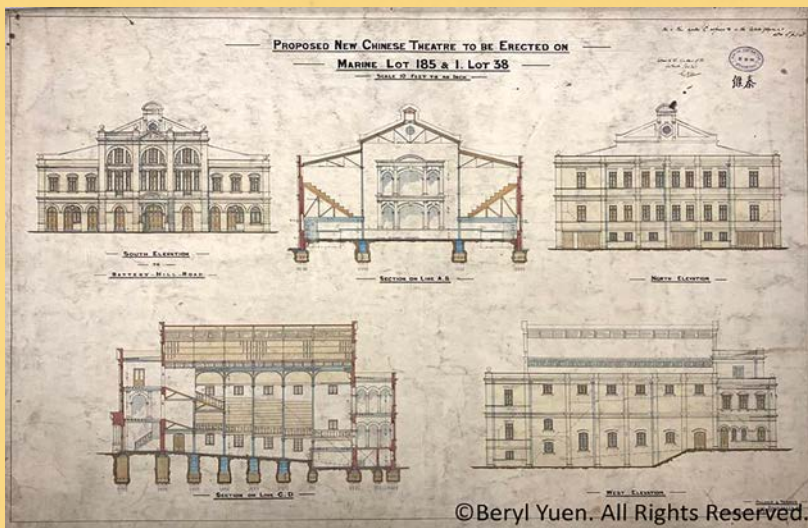 PROPOSED NEW CHINESE THEATRE TO BE ERECTED ON
MARINE LOT 185 & I. LOT 38
SCALE 10 FEET TO AN INCH
SOUTH ELEVATION
TO
BATTERY-HILL-ROAD
SECTION ON LINE A.B
NORTH ELEVATION
SECTION ON LINE C.D
WEST ELEVATION
©Beryl Yuen. All Rights Reserved.